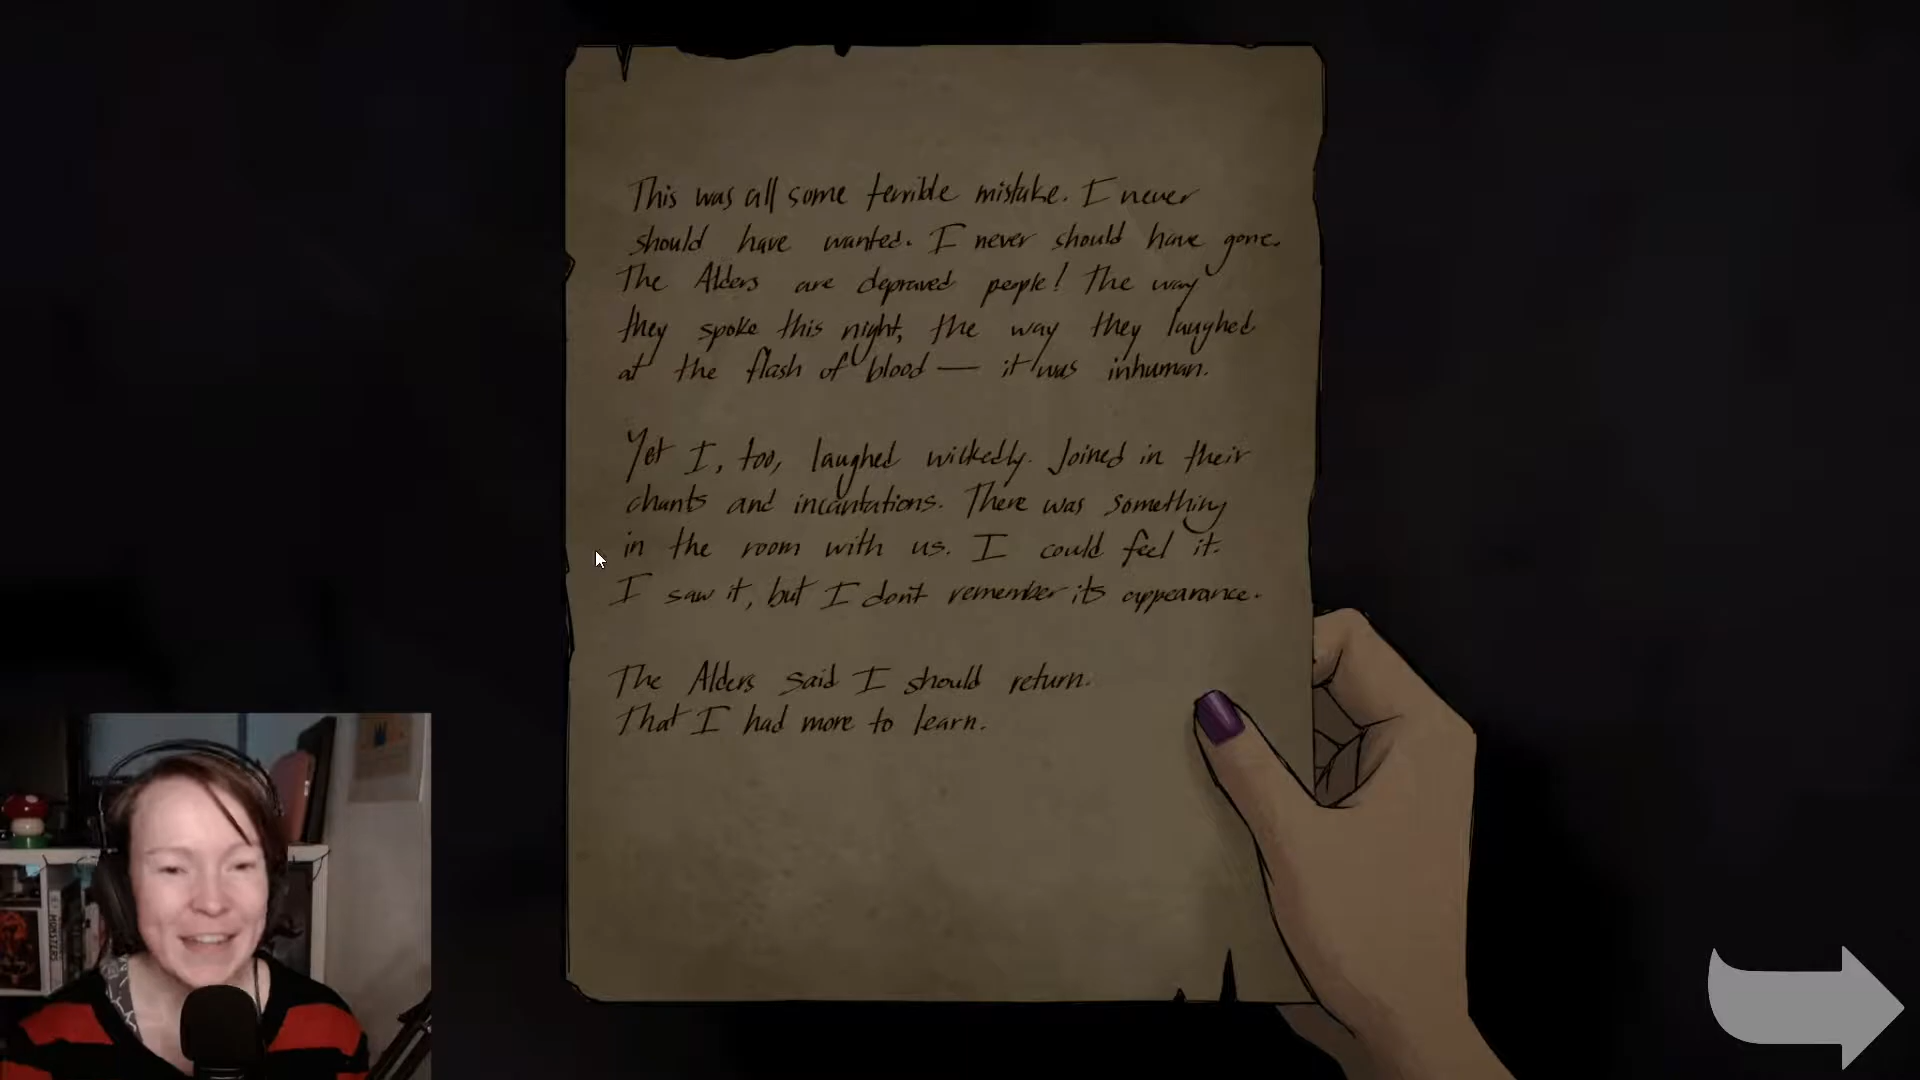 This was all some terrible mistake. I never
should have wanted. I never should have gone.
The Alders are depraved people! The way
they spoke this night, the way they laughed
at the flash of blood — it was inhuman.
Yet I, too, laughed wickedly. Joined in their
chants and incantations. There was something
in the room with us. I could feel it.
I saw it, but I don't remember its appearance.
The Alders said I should return.
That I had more to learn.